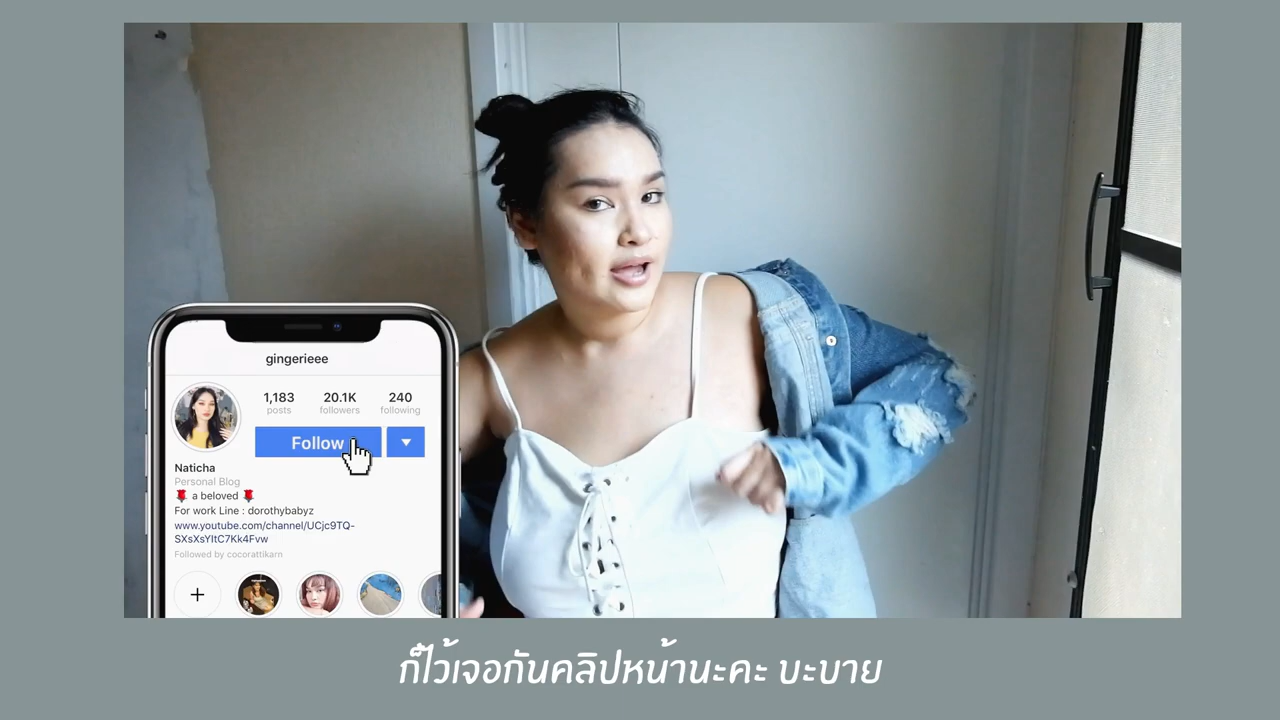 gingerieee
1,183 20.1K 240
posts followers following
Follow
Naticha
Personal Blog
🌹 a beloved 🌹
For work Line : dorothybabyz
www.youtube.com/channel/UCjc9TQ-
SXsXsYItC7Kk4Fvw
Followed by cocorattikarn
ก็ไว้เจอกันคลิปหน้านะคะ บะบาย